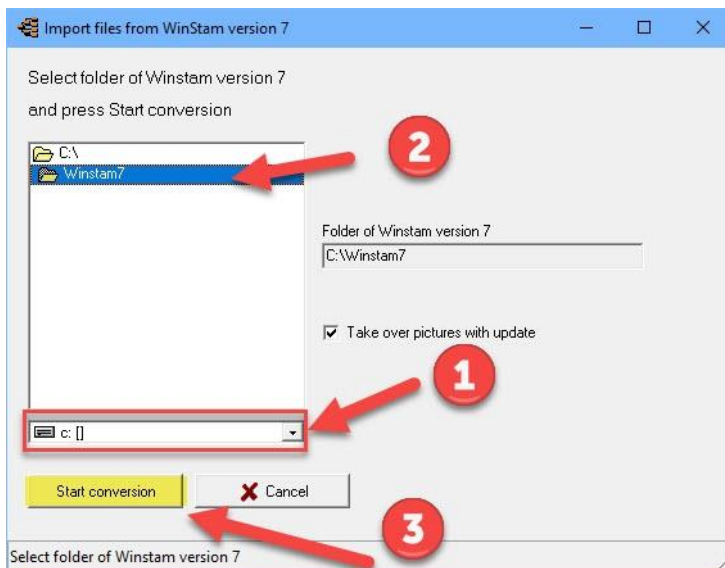 Import files from WinStam version 7
Select folder of Winstam version 7
and press Start conversion
2
C:\
Winstam7
Folder of Winstam version 7
C:\Winstam7
Take over pictures with update
1
c: []
Start conversion
Cancel
3
Select folder of Winstam version 7